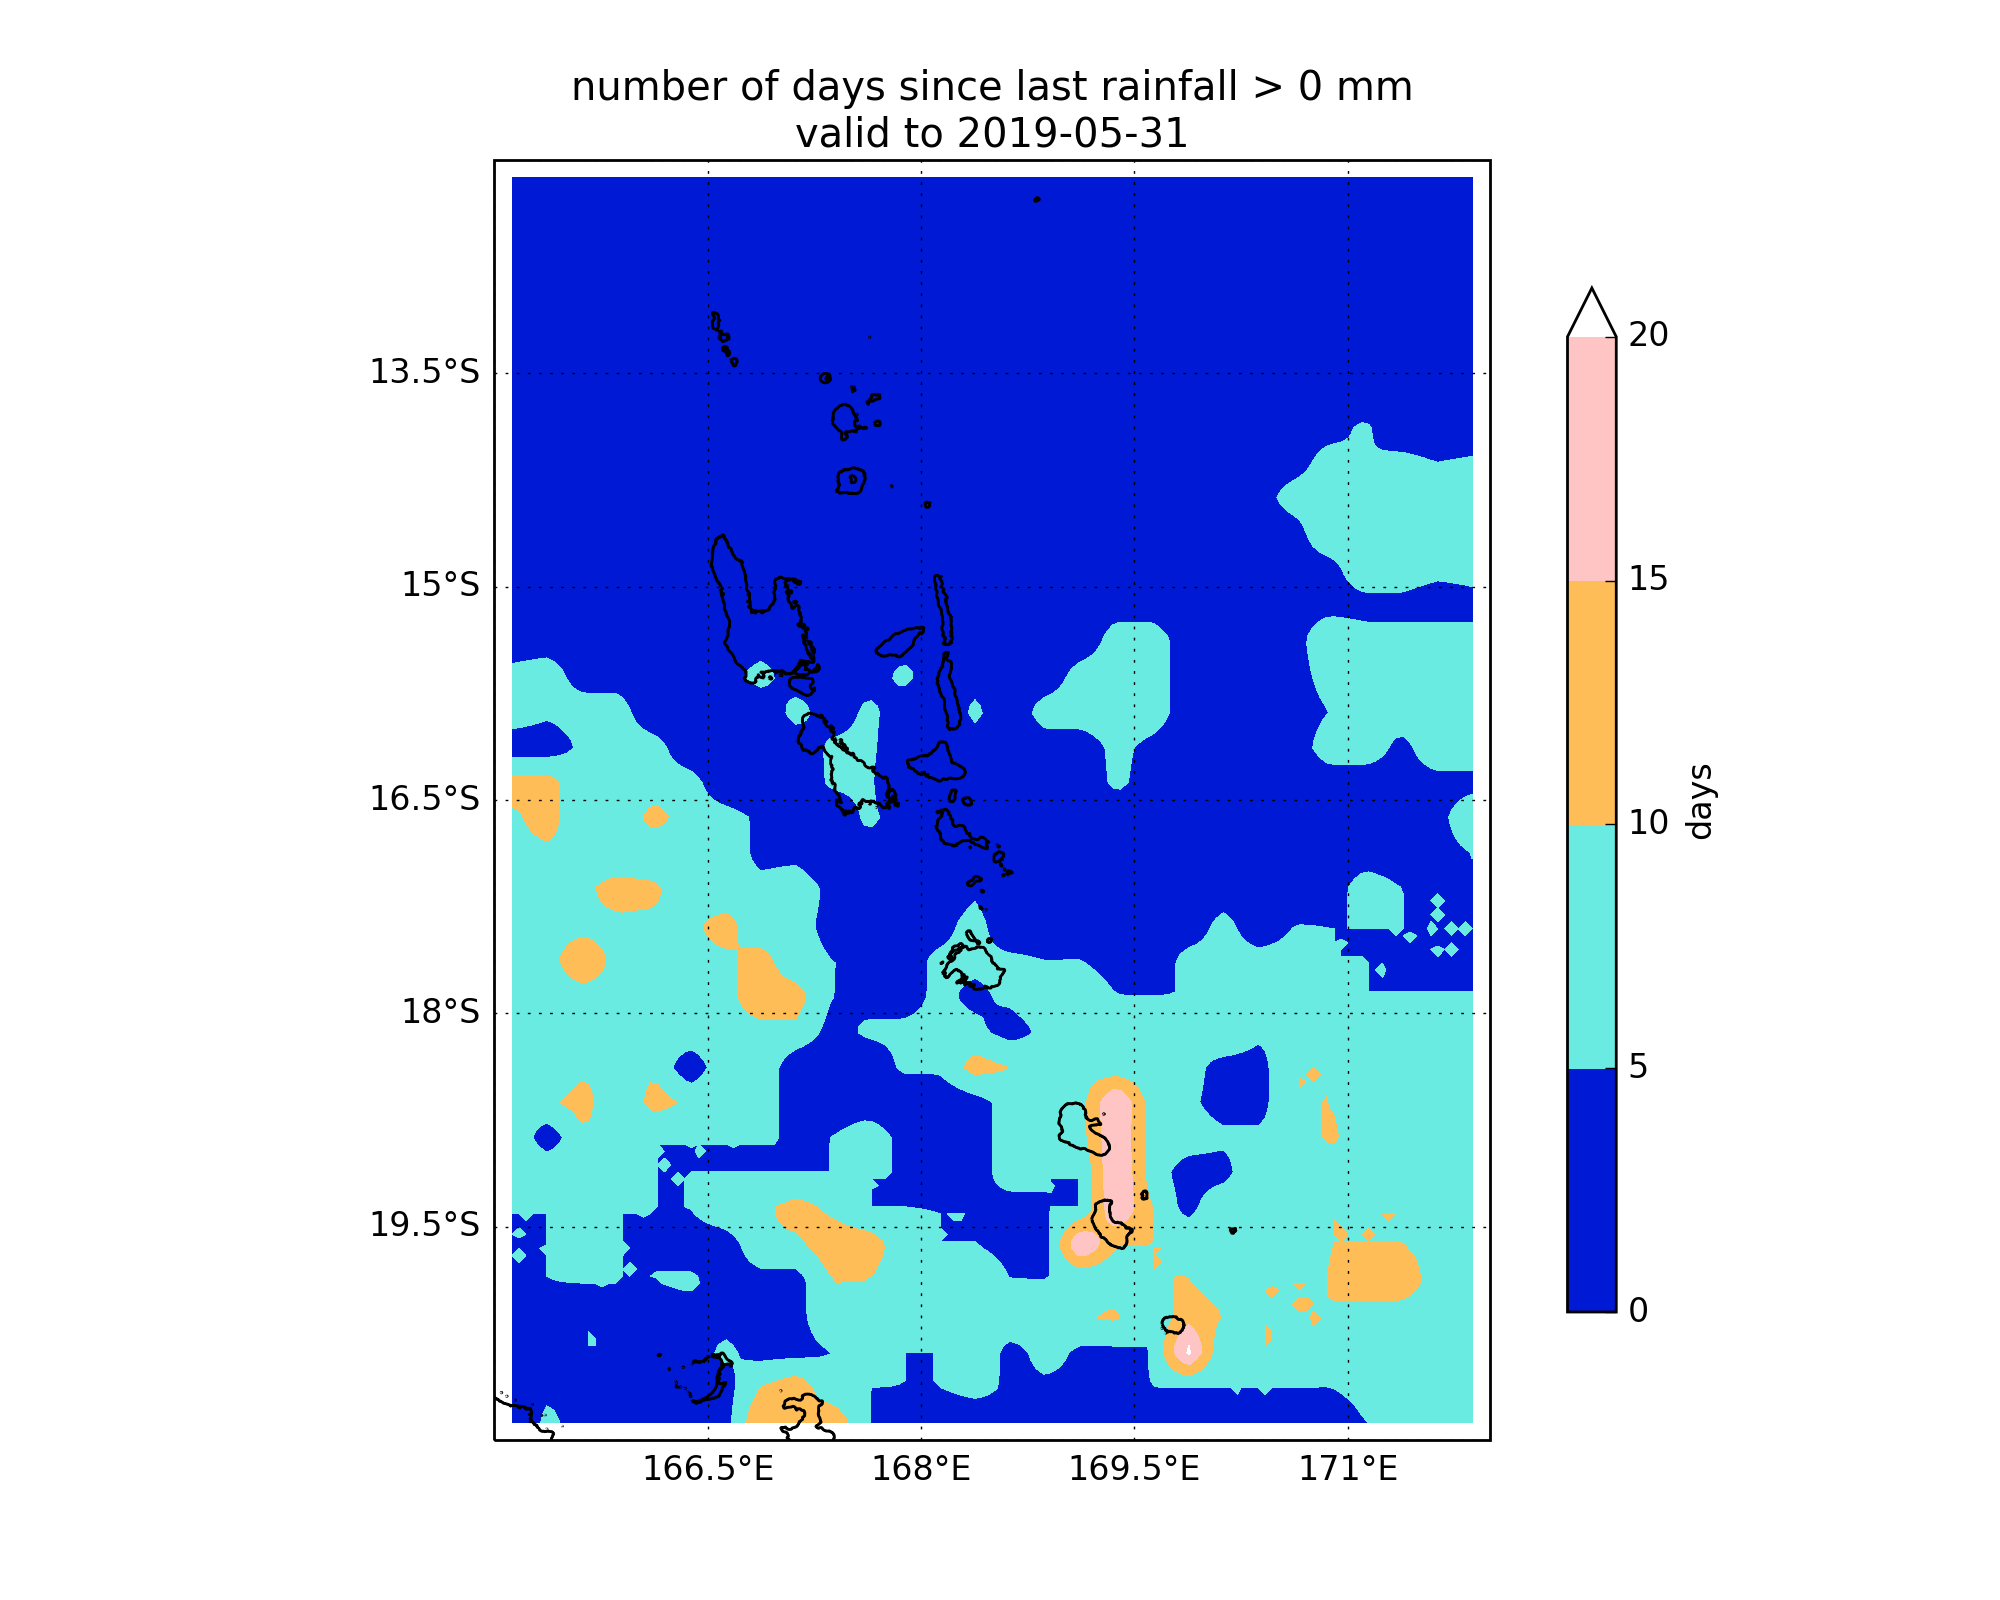 number of days since last rainfall > 0 mm
valid to 2019-05-31
13.5°S
15°S
16.5°S
18°S
19.5°S
166.5°E
168°E
169.5°E
171°E
20
15
10
5
0
days